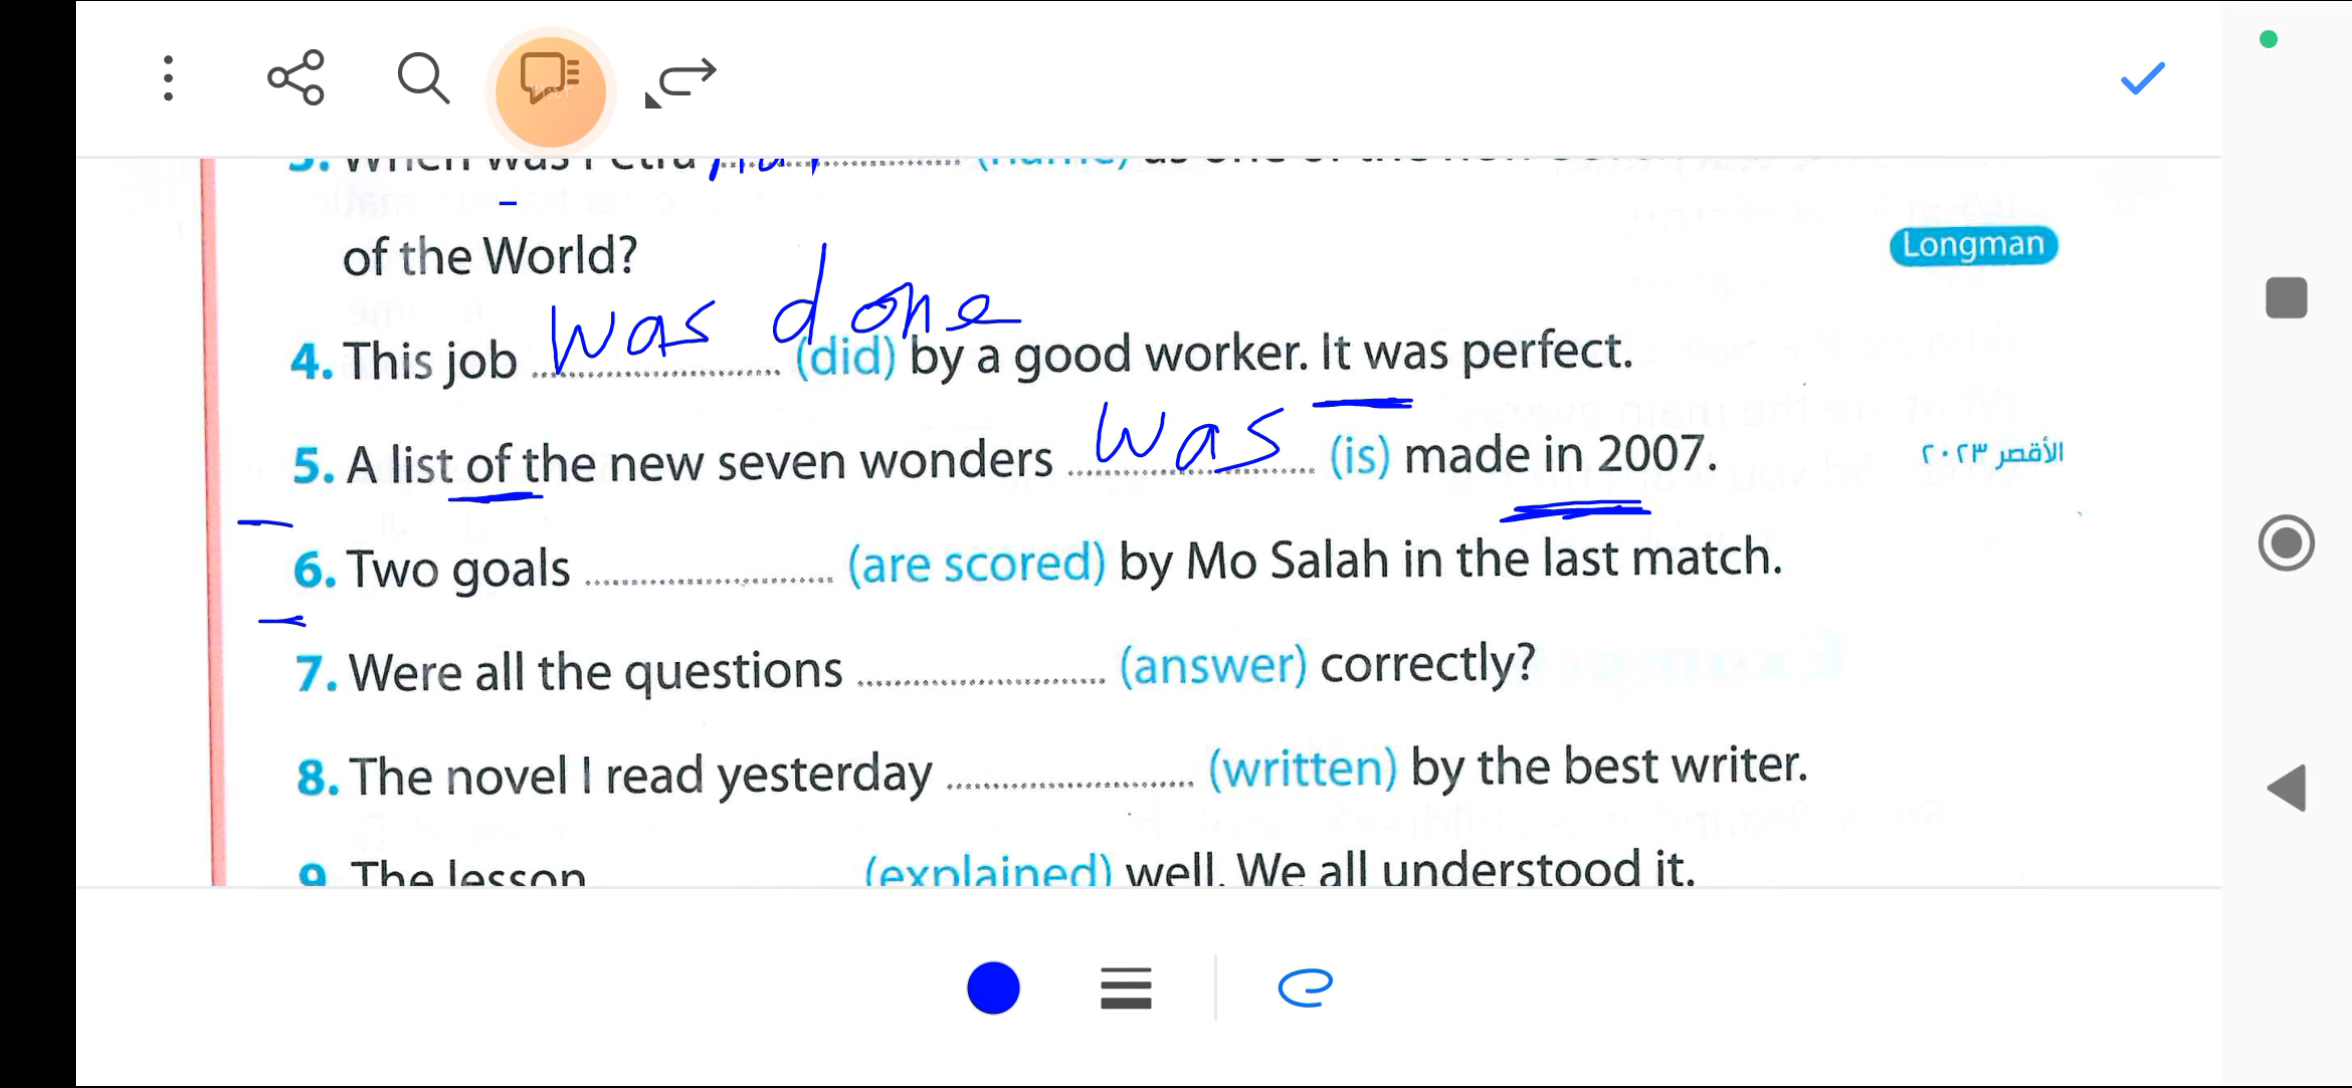 of the World?
Longman
was done
4. This job .................... (did) by a good worker. It was perfect.
was
5. A list of the new seven wonders .................... (is) made in 2007. الأقصر ٢٠٢٣
6. Two goals .................... (are scored) by Mo Salah in the last match.
7. Were all the questions .................... (answer) correctly?
8. The novel I read yesterday .................... (written) by the best writer.
9 The lesson (explained) well. We all understood it.